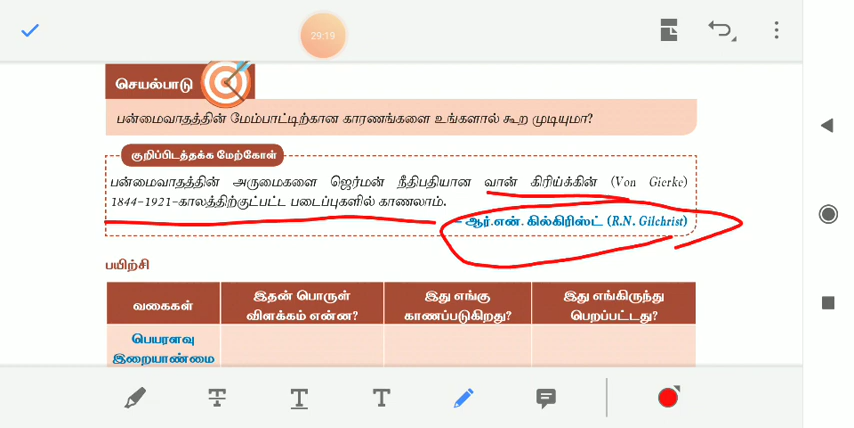 29:19
செயல்பாடு
பன்மைவாதத்தின் மேம்பாட்டிற்கான காரணங்களை உங்களால் கூற முடியுமா?
குறிப்பிடத்தக்க மேற்கோள்
பன்மைவாதத்தின் அருமைகளை ஜெர்மன் நீதிபதியான வான் கிரிய்க்கின் (Von Gierke)
1844-1921-காலத்திற்குட்பட்ட படைப்புகளில் காணலாம்.
– ஆர்.என். கில்கிரிஸ்ட் (R.N. Gilchrist)
பயிற்சி
வகைகள் இதன் பொருள் விளக்கம் என்ன? இது எங்கு காணப்படுகிறது? இது எங்கிருந்து பெறப்பட்டது?
பெயரளவு
இறையாண்மை
T T T